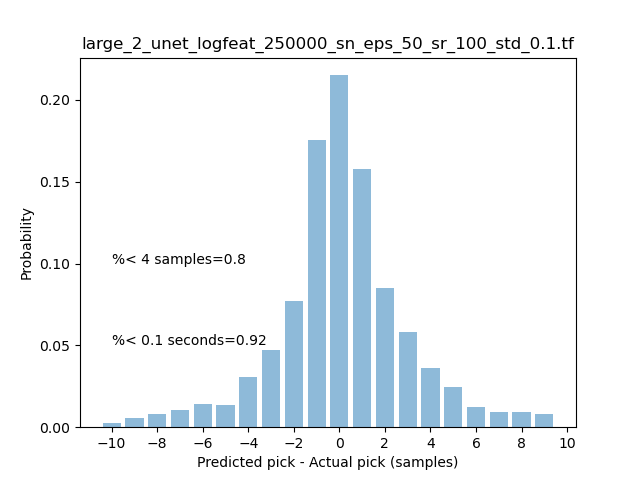 large_2_unet_logfeat_250000_sn_eps_50_sr_100_std_0.1.tf
0.20
0.15
0.10
0.05
0.00
Probability
%< 4 samples=0.8
%< 0.1 seconds=0.92
−10 −8 −6 −4 −2 0 2 4 6 8 10
Predicted pick - Actual pick (samples)